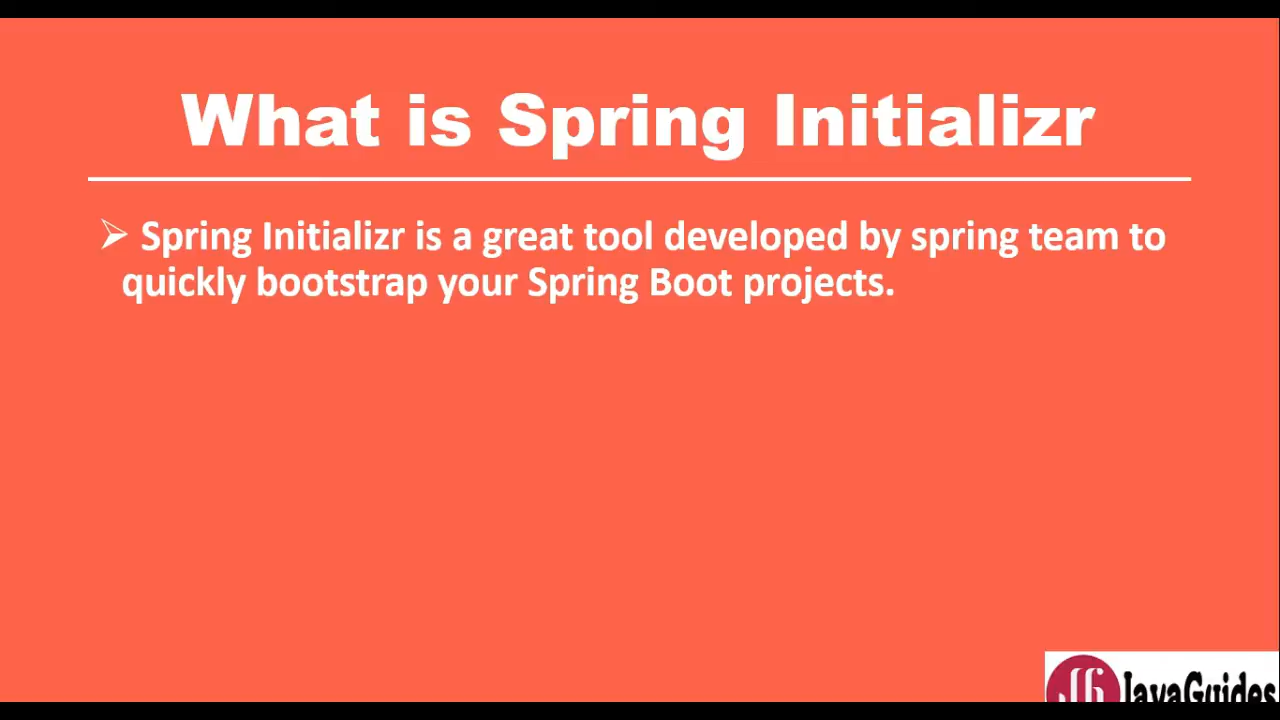 What is Spring Initializr
➢ Spring Initializr is a great tool developed by spring team to
quickly bootstrap your Spring Boot projects.
JavaGuides